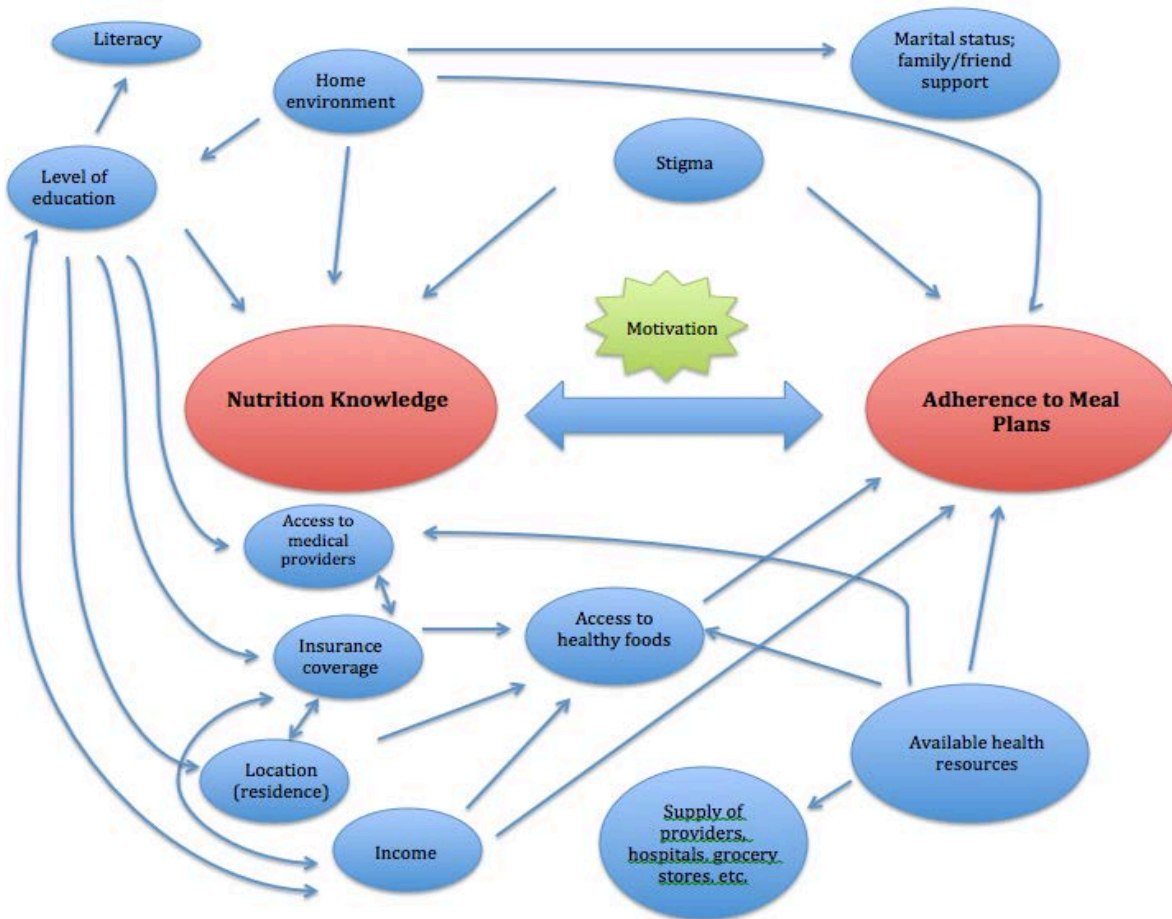 Literacy
Home
environment
Marital status;
family/friend
support
Level of
education
Stigma
Motivation
Nutrition Knowledge
Adherence to Meal
Plans
Access to
medical
providers
Access to
healthy foods
Insurance
coverage
Location
(residence)
Available health
resources
Income
Supply of
providers,
hospitals, grocery
stores, etc.